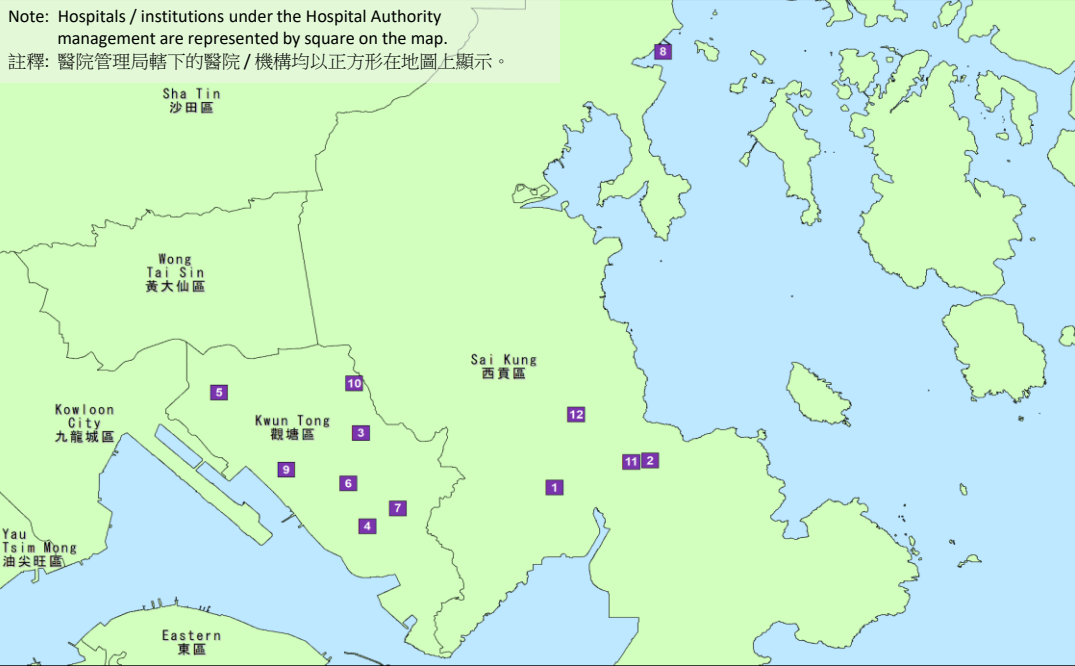 Note: Hospitals / institutions under the Hospital Authority
management are represented by square on the map.
註釋: 醫院管理局轄下的醫院 / 機構均以正方形在地圖上顯示。
8
Sha Tin
沙田區
Wong
Tai Sin
黃大仙區
Sai Kung
西貢區
10
5
12
Kowloon
City
九龍城區
Kwun Tong
觀塘區
3
11
2
9
6
1
7
4
Yau
Tsim Mong
油尖旺區
Eastern
東區